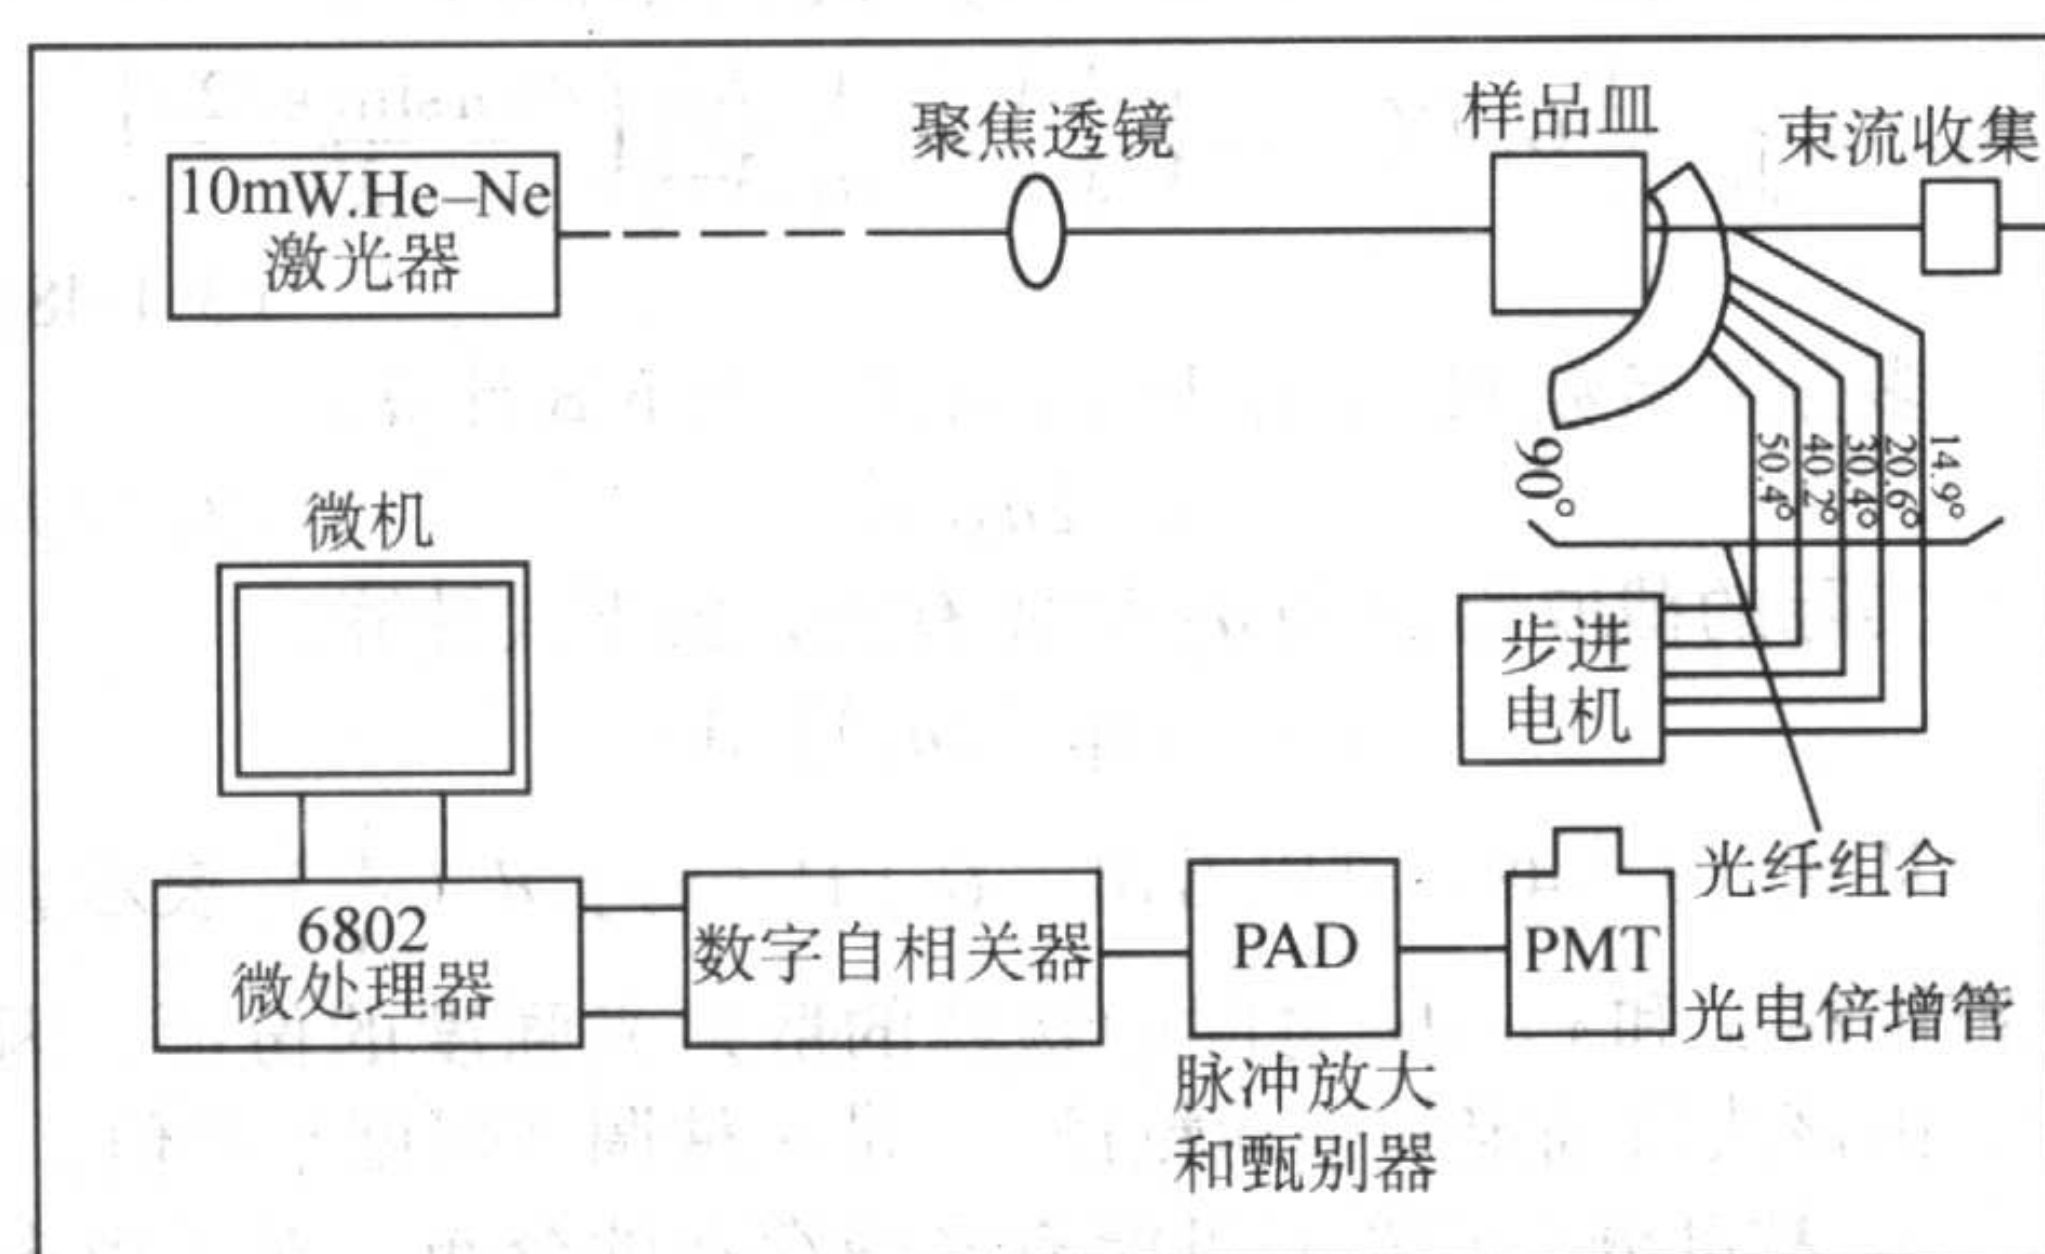 聚焦透镜
样品皿
束流收集
10mW.He–Ne
激光器
90°
50.4°
40.2°
30.4°
20.6°
14.9°
微机
步进
电机
光纤组合
6802
微处理器
数字自相关器
PAD
PMT
光电倍增管
脉冲放大
和甄别器